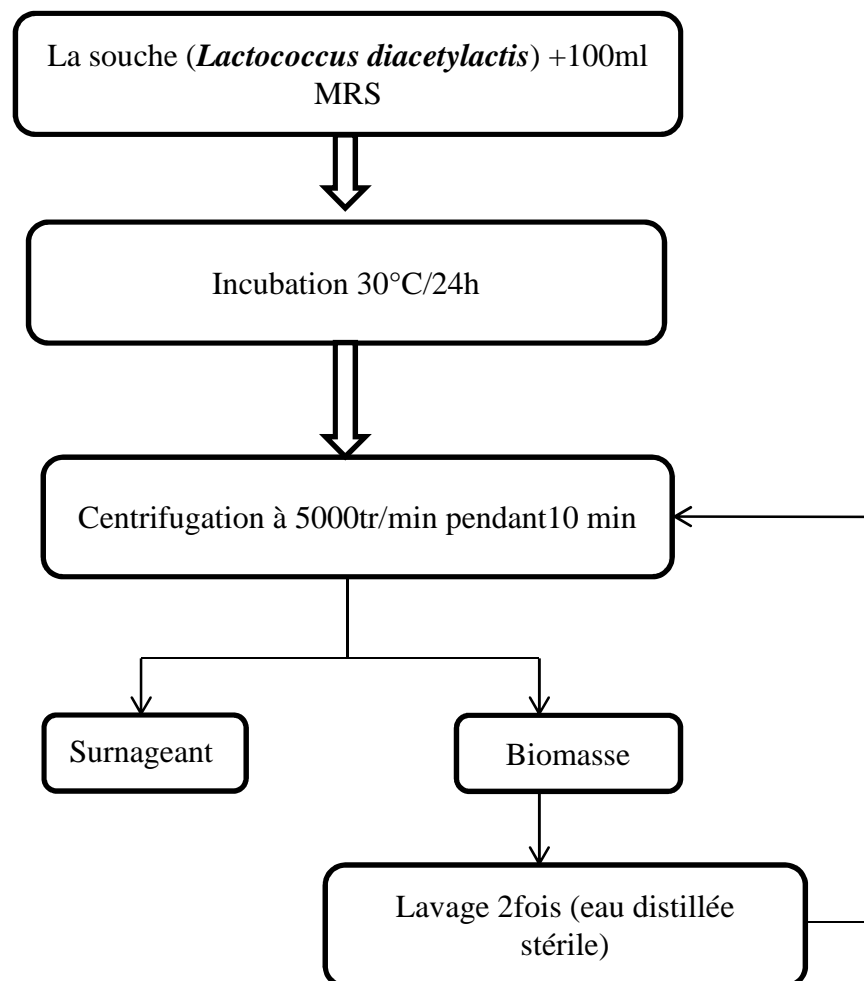 La souche (Lactococcus diacetylactis) +100ml
MRS
Incubation 30°C/24h
Centrifugation à 5000tr/min pendant10 min
Surnageant
Biomasse
Lavage 2fois (eau distillée
stérile)